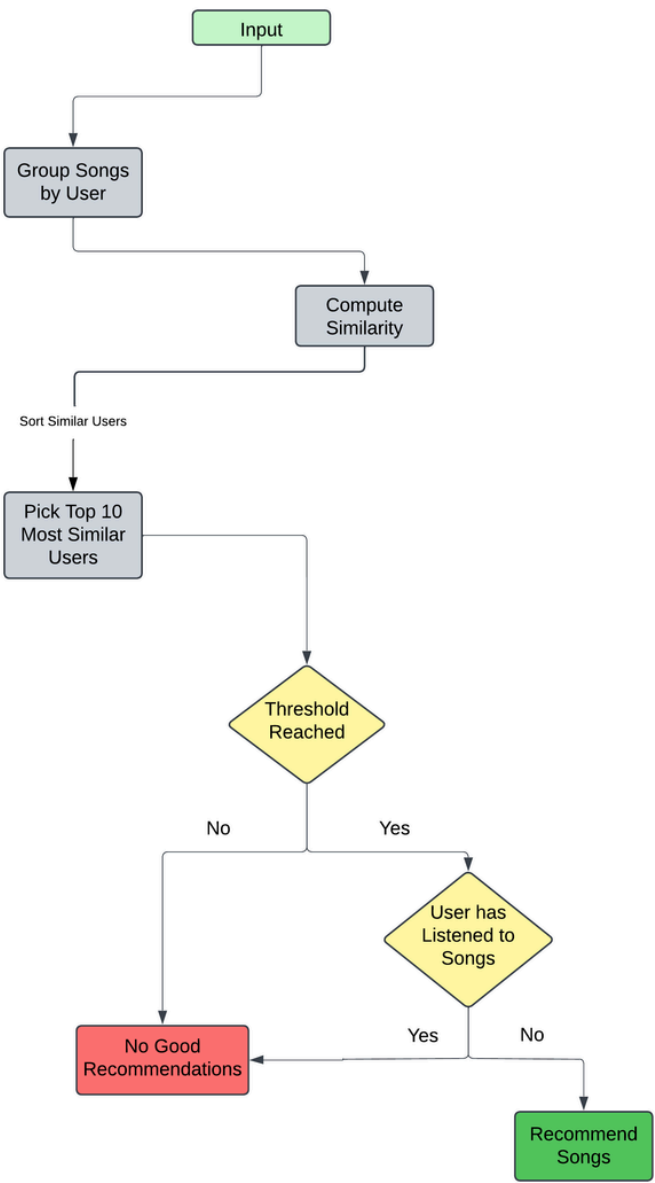 Input
Group Songs
by User
Compute
Similarity
Sort Similar Users
Pick Top 10
Most Similar
Users
Threshold
Reached
No
Yes
User has
Listened to
Songs
Yes
No
No Good
Recommendations
Recommend
Songs